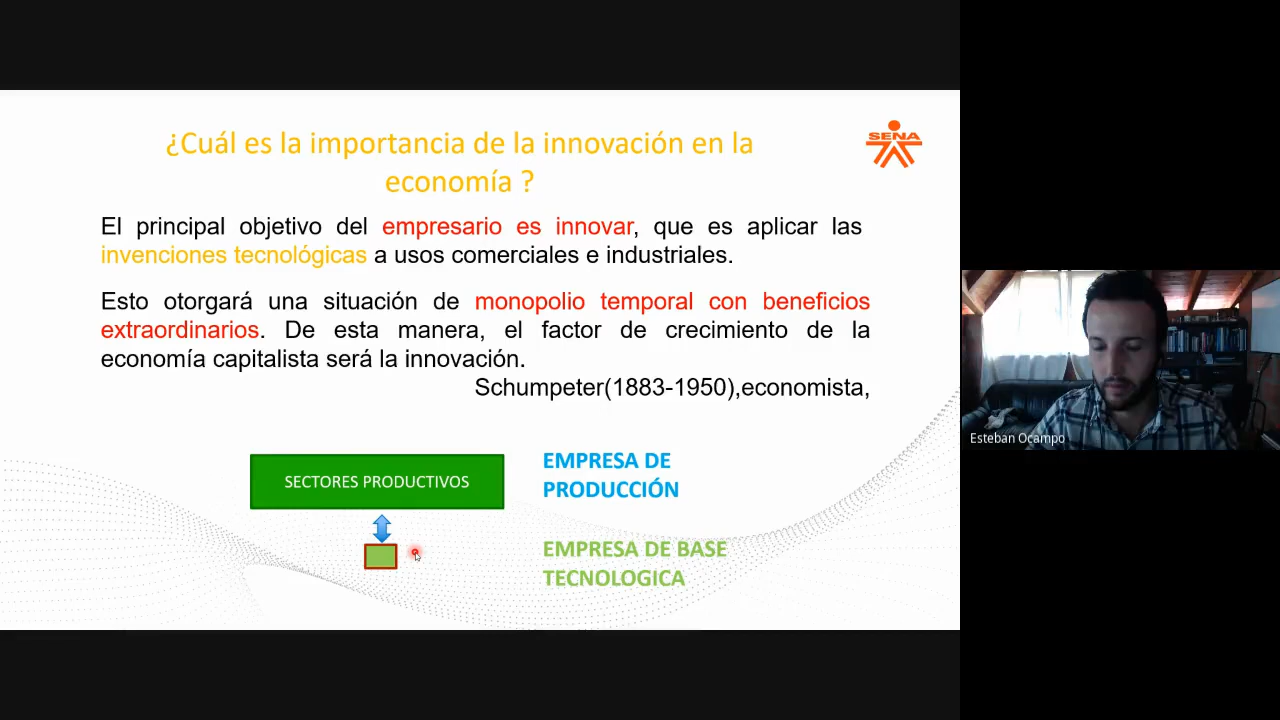 ¿Cuál es la importancia de la innovación en la
economía ?
SENA
El principal objetivo del empresario es innovar, que es aplicar las
invenciones tecnológicas a usos comerciales e industriales.
Esto otorgará una situación de monopolio temporal con beneficios
extraordinarios. De esta manera, el factor de crecimiento de la
economía capitalista será la innovación.
Schumpeter(1883-1950),economista,
SECTORES PRODUCTIVOS
EMPRESA DE
PRODUCCIÓN
EMPRESA DE BASE
TECNOLOGICA
Esteban Ocampo